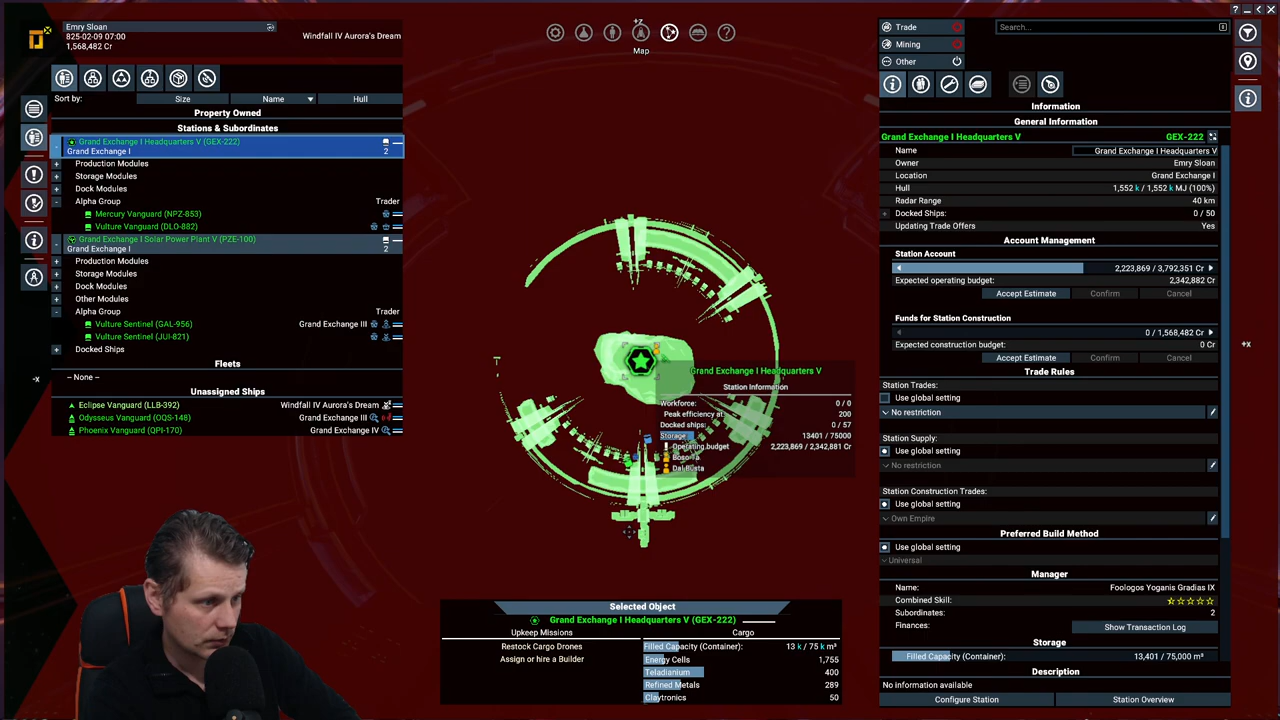 Emry Sloan
825-02-09 07:00
1,568,482 Cr
Windfall IV Aurora's Dream
Sort by:
Size
Name
Hull
Property Owned
Stations & Subordinates
- Grand Exchange I Headquarters V (GEX-222)
Grand Exchange I 2
+ Production Modules
+ Storage Modules
+ Dock Modules
- Alpha Group Trader
Mercury Vanguard (NPZ-853)
Vulture Vanguard (DLO-882)
- Grand Exchange I Solar Power Plant V (PZE-100)
Grand Exchange I 2
+ Production Modules
+ Storage Modules
+ Dock Modules
+ Other Modules
- Alpha Group Trader
Vulture Sentinel (GAL-956) Grand Exchange III
Vulture Sentinel (JUI-821)
+ Docked Ships
Fleets
-- None --
Unassigned Ships
Eclipse Vanguard (LLB-392) Windfall IV Aurora's Dream
Odysseus Vanguard (OQS-148) Grand Exchange III
Phoenix Vanguard (QPI-170) Grand Exchange IV
+z
Map
-x
+x
Grand Exchange I Headquarters V
Station Information
Workforce: 0 / 0
Peak efficiency at: 200
Docked ships: 0 / 57
Storage 13401 / 75000
Operating budget 2,223,869 / 2,342,881 Cr
Boso Ta
Dal Busta
Selected Object
Grand Exchange I Headquarters V (GEX-222)
Upkeep Missions
Restock Cargo Drones
Assign or hire a Builder
Cargo
Filled Capacity (Container): 13 k / 75 k m³
Energy Cells 1,755
Teladianium 400
Refined Metals 289
Claytronics 50
Trade
Mining
Other
Search...
x
? _ < X
Information
General Information
Grand Exchange I Headquarters V GEX-222
Name Grand Exchange I Headquarters V
Owner Emry Sloan
Location Grand Exchange I
Hull 1,552 k / 1,552 k MJ (100%)
Radar Range 40 km
+ Docked Ships: 0 / 50
Updating Trade Offers Yes
Account Management
Station Account
2,223,869 / 3,792,351 Cr
Expected operating budget: 2,342,882 Cr
Accept Estimate Confirm Cancel
Funds for Station Construction
0 / 1,568,482 Cr
Expected construction budget: 0 Cr
Accept Estimate Confirm Cancel
Trade Rules
Station Trades:
Use global setting
No restriction
Station Supply:
Use global setting
No restriction
Station Construction Trades:
Use global setting
Own Empire
Preferred Build Method
Use global setting
Universal
Manager
Name: Foologos Yoganis Gradias IX
Combined Skill: ☆☆☆☆☆
Subordinates: 2
Finances: Show Transaction Log
Storage
Filled Capacity (Container) 13,401 / 75,000 m³
Description
No information available
Configure Station
Station Overview